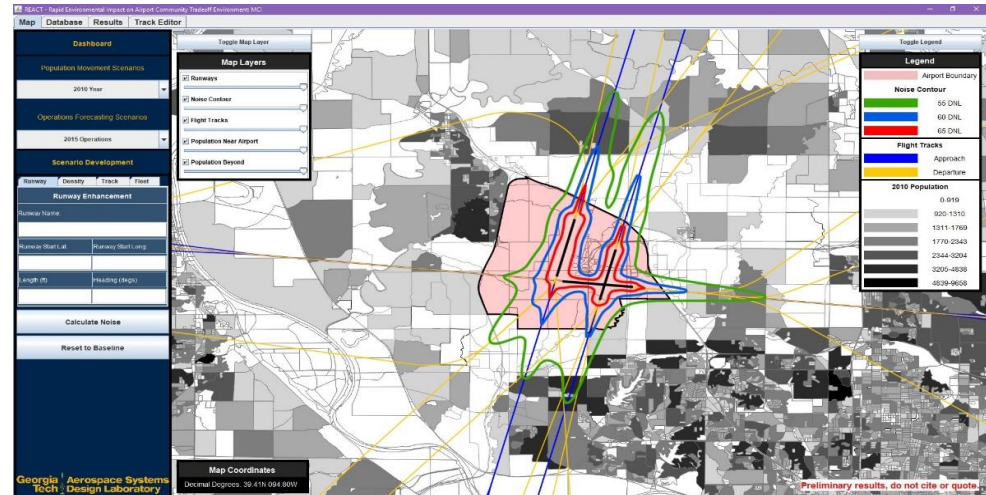 REACT - Rapid Environmental Impact on Airport Community Tradeoff Environment: MCI
Map Database Results Track Editor
Dashboard
Population Movement Scenarios
2010 Year
Operations Forecasting Scenarios
2015 Operations
Scenario Development
Runway Density Track Fleet
Runway Enhancement
Runway Name:
Runway Start Lat: Runway Start Long:
Length (ft) Heading (degs)
Calculate Noise
Reset to Baseline
Georgia Tech
Aerospace Systems Design Laboratory
Toggle Map Layer
Map Layers
Runways
Noise Contour
Flight Tracks
Population Near Airport
Population Beyond
Map Coordinates
Decimal Degrees: 39.41N 094.80W
Toggle Legend
Legend
Airport Boundary
Noise Contour
55 DNL
60 DNL
65 DNL
Flight Tracks
Approach
Departure
2010 Population
0-919
920-1310
1311-1769
1770-2343
2344-3204
3205-4838
4839-9658
Preliminary results, do not cite or quote.